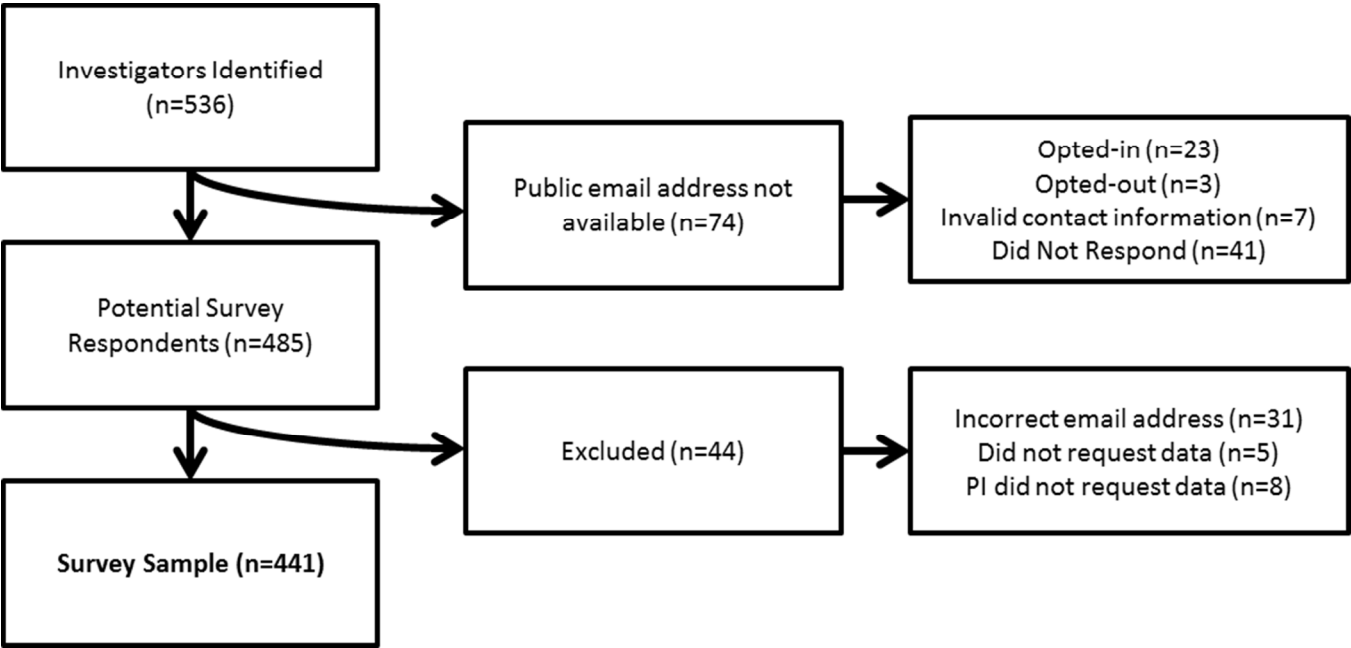 Investigators Identified
(n=536)
Public email address not
available (n=74)
Opted-in (n=23)
Opted-out (n=3)
Invalid contact information (n=7)
Did Not Respond (n=41)
Potential Survey
Respondents (n=485)
Excluded (n=44)
Incorrect email address (n=31)
Did not request data (n=5)
PI did not request data (n=8)
Survey Sample (n=441)